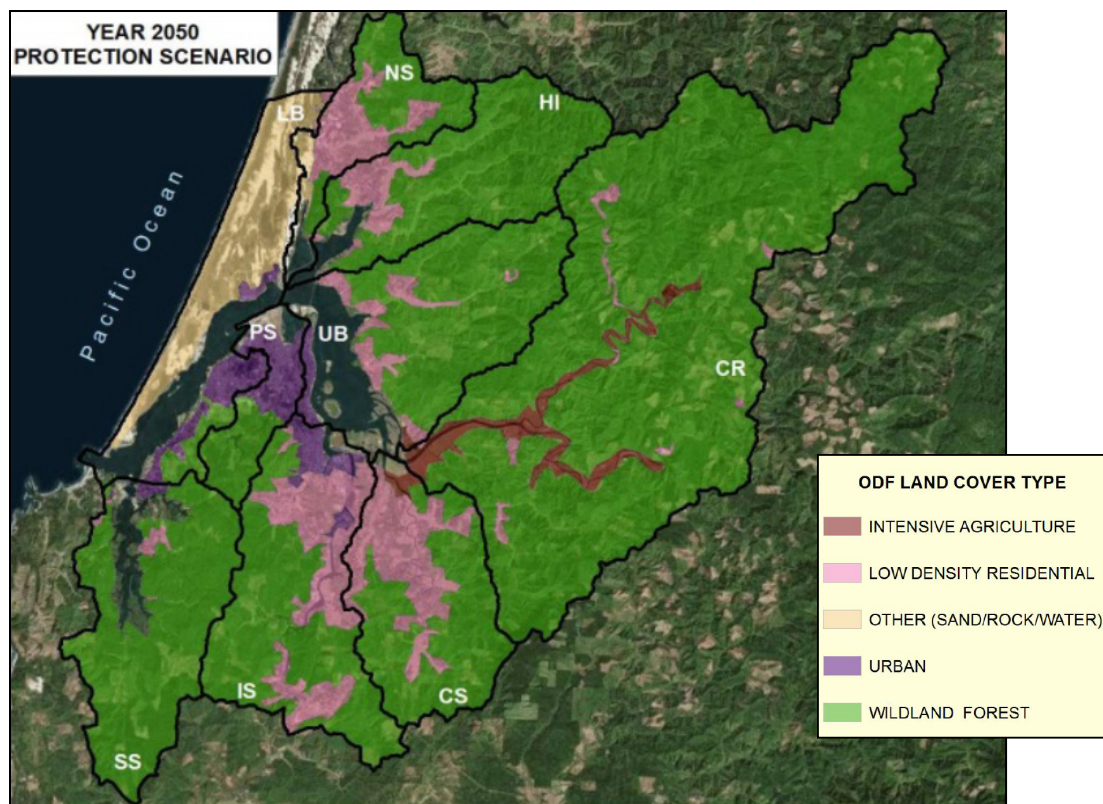 YEAR 2050
PROTECTION SCENARIO
NS
LB
HI
Pacific Ocean
PS
UB
CR
IS
CS
SS
ODF LAND COVER TYPE
INTENSIVE AGRICULTURE
LOW DENSITY RESIDENTIAL
OTHER (SAND/ROCK/WATER)
URBAN
WILDLAND FOREST